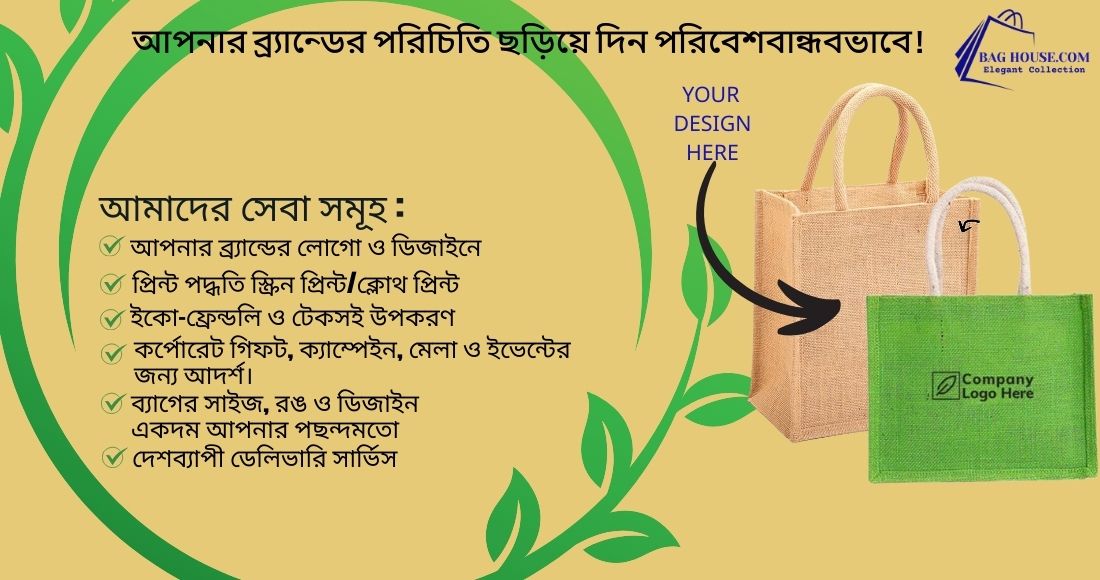 আপনার ব্র্যান্ডের পরিচিতি ছড়িয়ে দিন পরিবেশবান্ধবভাবে!
BAG HOUSE.COM
Elegant Collection
YOUR
DESIGN
HERE
আমাদের সেবা সমূহ :
আপনার ব্র্যান্ডের লোগো ও ডিজাইনে
প্রিন্ট পদ্ধতি স্ক্রিন প্রিন্ট/ক্লোথ প্রিন্ট
ইকো-ফ্রেন্ডলি ও টেকসই উপকরণ
কর্পোরেট গিফট, ক্যাম্পেইন, মেলা ও ইভেন্টের
জন্য আদর্শ।
ব্যাগের সাইজ, রঙ ও ডিজাইন
একদম আপনার পছন্দমতো
দেশব্যাপী ডেলিভারি সার্ভিস
Company
Logo Here